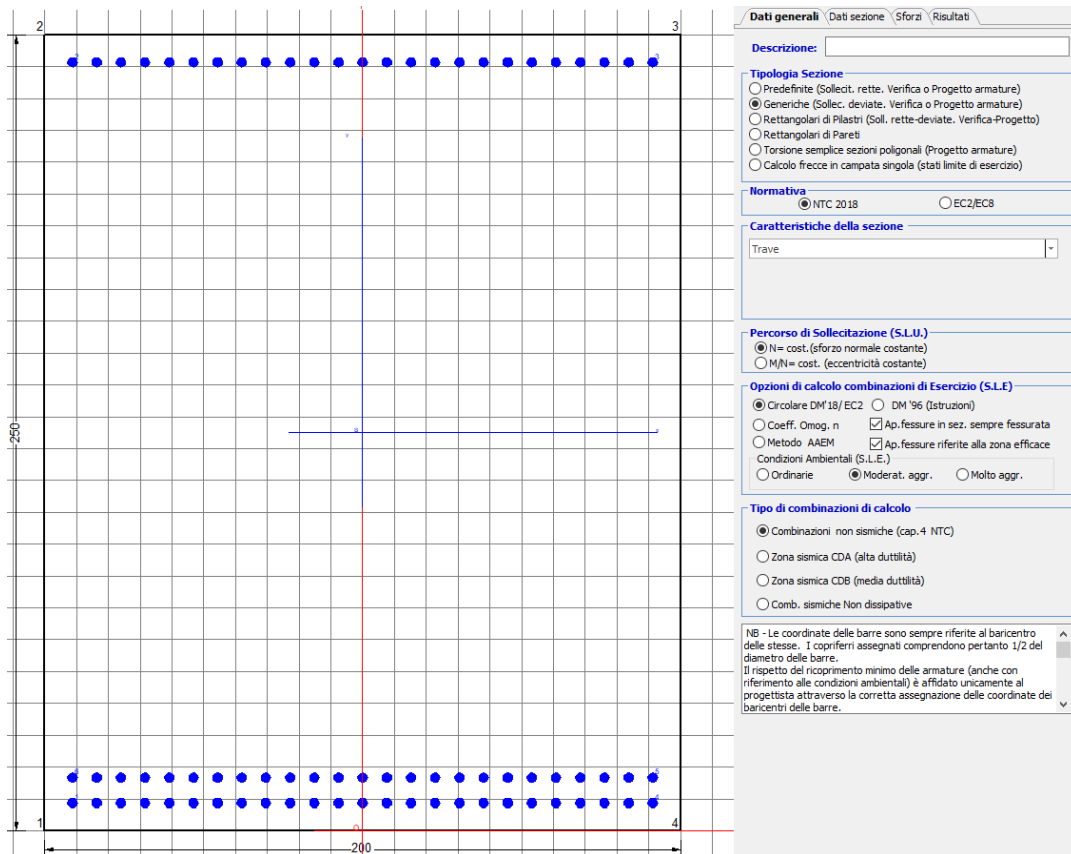 2
3
250
1
4
200
Dati generali
Dati sezione
Sforzi
Risultati
Descrizione:
Tipologia Sezione
Predefinite (Sollecit. rette. Verifica o Progetto armature)
Generiche (Sollec. deviate. Verifica o Progetto armature)
Rettangolari di Pilastri (Soll. rette-deviate. Verifica-Progetto)
Rettangolari di Pareti
Torsione semplice sezioni poligonali (Progetto armature)
Calcolo frecce in campata singola (stati limite di esercizio)
Normativa
NTC 2018
EC2/EC8
Caratteristiche della sezione
Trave
Percorso di Sollecitazione (S.L.U.)
N= cost.(sforzo normale costante)
M/N= cost. (eccentricità costante)
Opzioni di calcolo combinazioni di Esercizio (S.L.E)
Circolare DM'18/ EC2
DM '96 (Istruzioni)
Coeff. Omog. n
Ap.fessure in sez. sempre fessurata
Metodo AAEM
Ap.fessure riferite alla zona efficace
Condizioni Ambientali (S.L.E.)
Ordinarie
Moderat. aggr.
Molto aggr.
Tipo di combinazioni di calcolo
Combinazioni non sismiche (cap.4 NTC)
Zona sismica CDA (alta duttilità)
Zona sismica CDB (media duttilità)
Comb. sismiche Non dissipative
NB - Le coordinate delle barre sono sempre riferite al baricentro
delle stesse. I copriferri assegnati comprendono pertanto 1/2 del
diametro delle barre.
Il rispetto del ricoprimento minimo delle armature (anche con
riferimento alle condizioni ambientali) è affidato unicamente al
progettista attraverso la corretta assegnazione delle coordinate dei
baricentri delle barre.